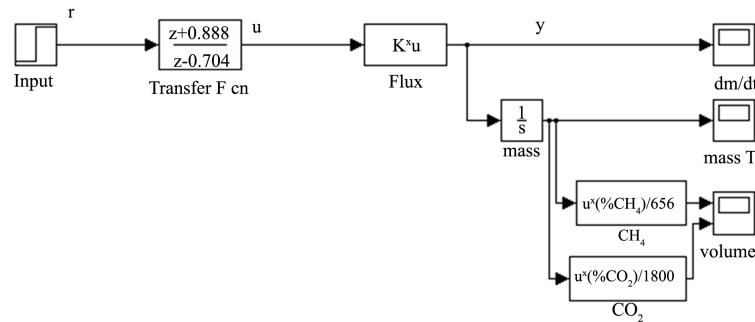 r
z+0.888
z-0.704
u
K^x u
y
Input
Transfer F cn
Flux
dm/dt
1
s
mass
mass T
u^x(%CH₄)/656
CH₄
volume
u^x(%CO₂)/1800
CO₂